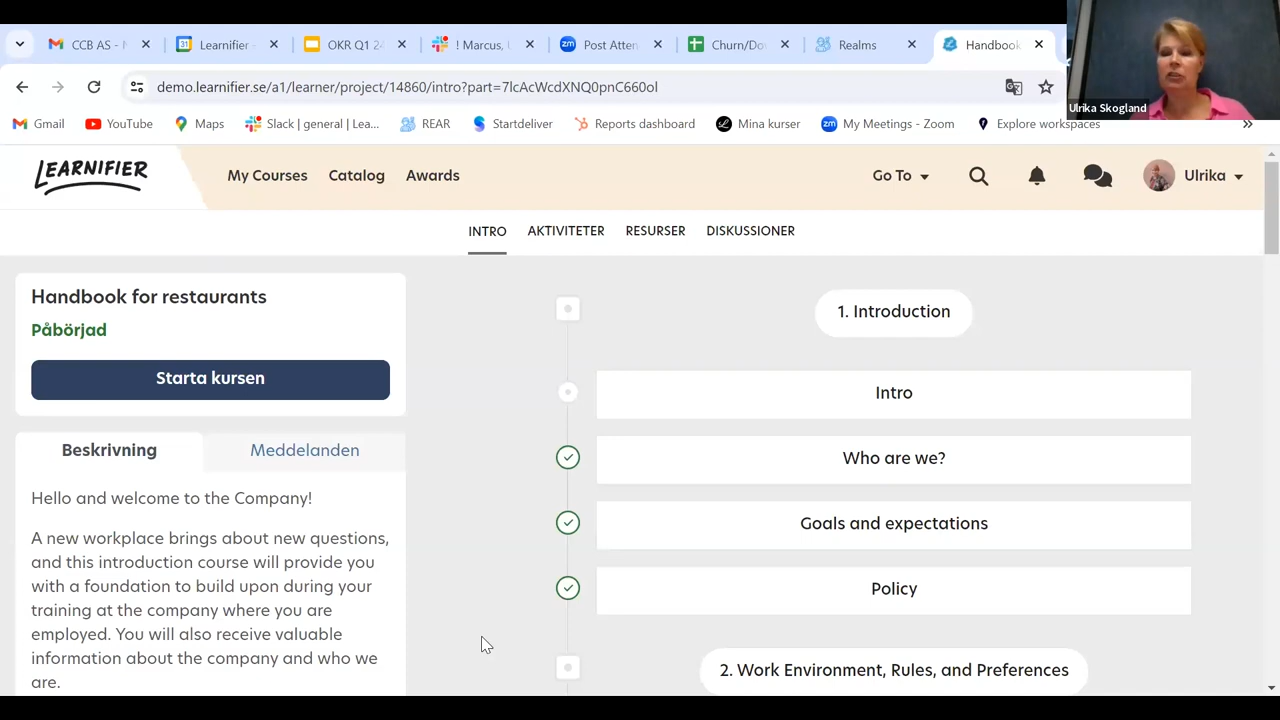 CCB AS - 
Learnifier -
OKR Q1 2
! Marcus,
Post Atten
Churn/Do
Realms
Handbook
demo.learnifier.se/a1/learner/project/14860/intro?part=7lcAcWcdXNQ0pnC660ol
Ulrika Skogland
Gmail
YouTube
Maps
Slack | general | Lea...
REAR
Startdeliver
Reports dashboard
Mina kurser
My Meetings - Zoom
Explore workspaces
LEARNIFIER
My Courses
Catalog
Awards
Go To
Ulrika
INTRO
AKTIVITETER
RESURSER
DISKUSSIONER
Handbook for restaurants
Påbörjad
Starta kursen
Beskrivning
Meddelanden
Hello and welcome to the Company!
A new workplace brings about new questions,
and this introduction course will provide you
with a foundation to build upon during your
training at the company where you are
employed. You will also receive valuable
information about the company and who we
are.
1. Introduction
Intro
Who are we?
Goals and expectations
Policy
2. Work Environment, Rules, and Preferences